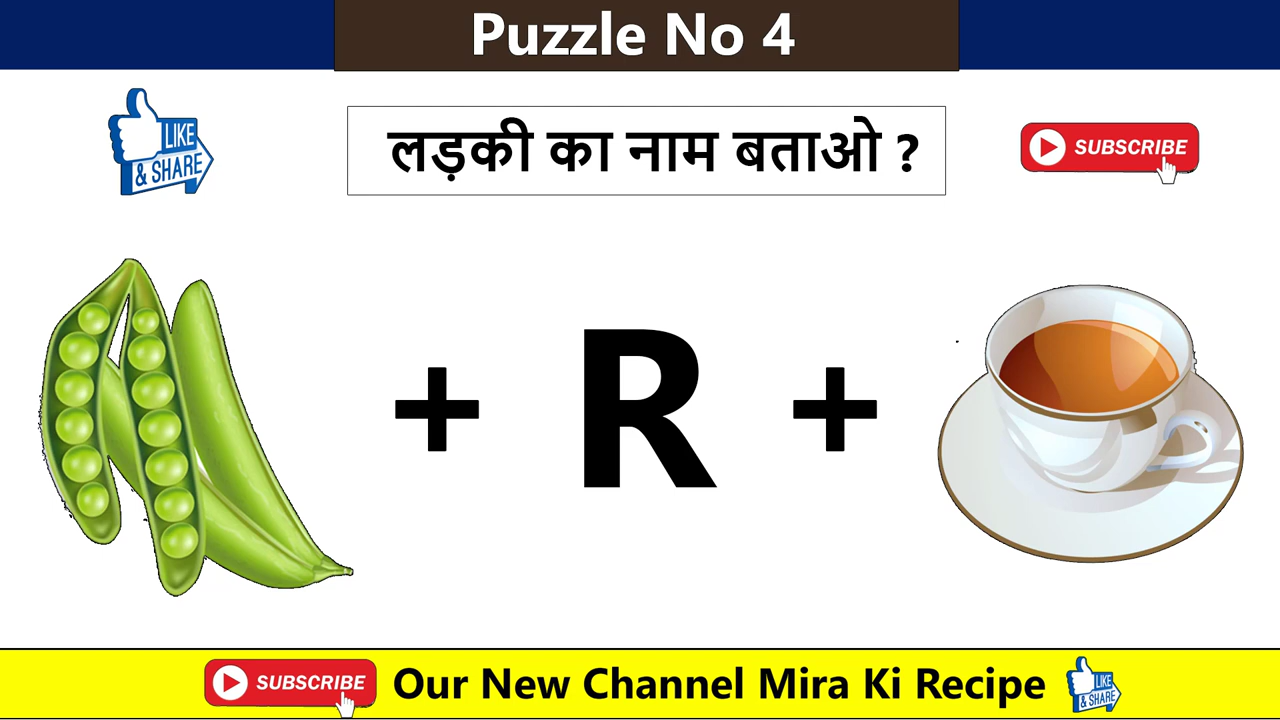 Puzzle No 4
LIKE
& SHARE
लड़की का नाम बताओ ?
SUBSCRIBE
+ R +
SUBSCRIBE
Our New Channel Mira Ki Recipe
LIKE
& SHARE